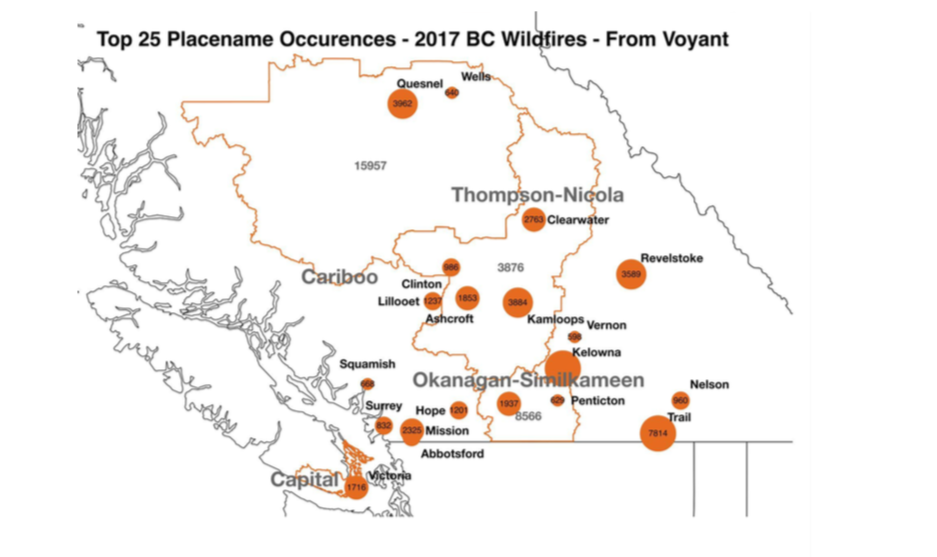 Top 25 Placename Occurences - 2017 BC Wildfires - From Voyant
Wells
Quesnel
640
3962
15957
Thompson-Nicola
2763 Clearwater
Revelstoke
986
3876
3589
Cariboo
Clinton
Lillooet 1237
1853
3884
Ashcroft
Kamloops
Vernon
Kelowna
Squamish
Okanagan-Similkameen
668
Nelson
Surrey
Hope 1201
1937
629 Penticton
960
8566
Trail
832
2325 Mission
7814
Abbotsford
Capital
Victoria
1716